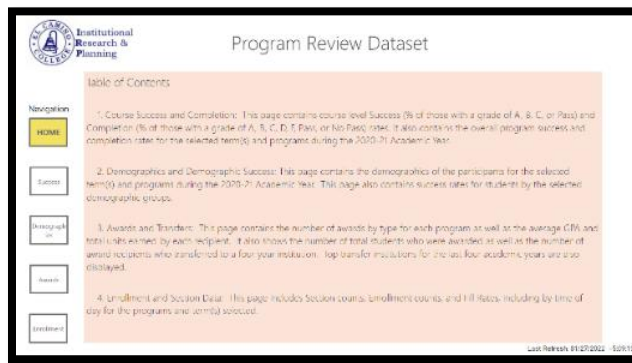 EL CAMINO COLLEGE
Institutional
Research &
Planning
Program Review Dataset
Navigation
HOME
Success
Demographics
Awards
Enrollment
Table of Contents
1. Course Success and Completion: This page contains course level Success (% of those with a grade of A, B, C, or Pass) and
Completion (% of those with a grade of A, B, C, D, F, Pass, or No Pass) rates. It also contains the overall program success and
completion rates for the selected term(s) and programs during the 2020-21 Academic Year.
2. Demographics and Demographic Success: This page contains the demographics of the participants for the selected
term(s) and programs during the 2020-21 Academic Year. This page also contains success rates for students by the selected
demographic groups.
3. Awards and Transfers: This page contains the number of awards by type for each program as well as the average GPA and
total units earned by each recipient. It also shows the number of total students who were awarded as well as the number of
award recipients who transferred to a four year institution. Top transfer institutions for the last four academic years are also
displayed.
4. Enrollment and Section Data: This page includes Section counts, Enrollment counts, and Fill Rates, including by time of
day for the programs and term(s) selected.
Last Refresh: 01/27/2022 -